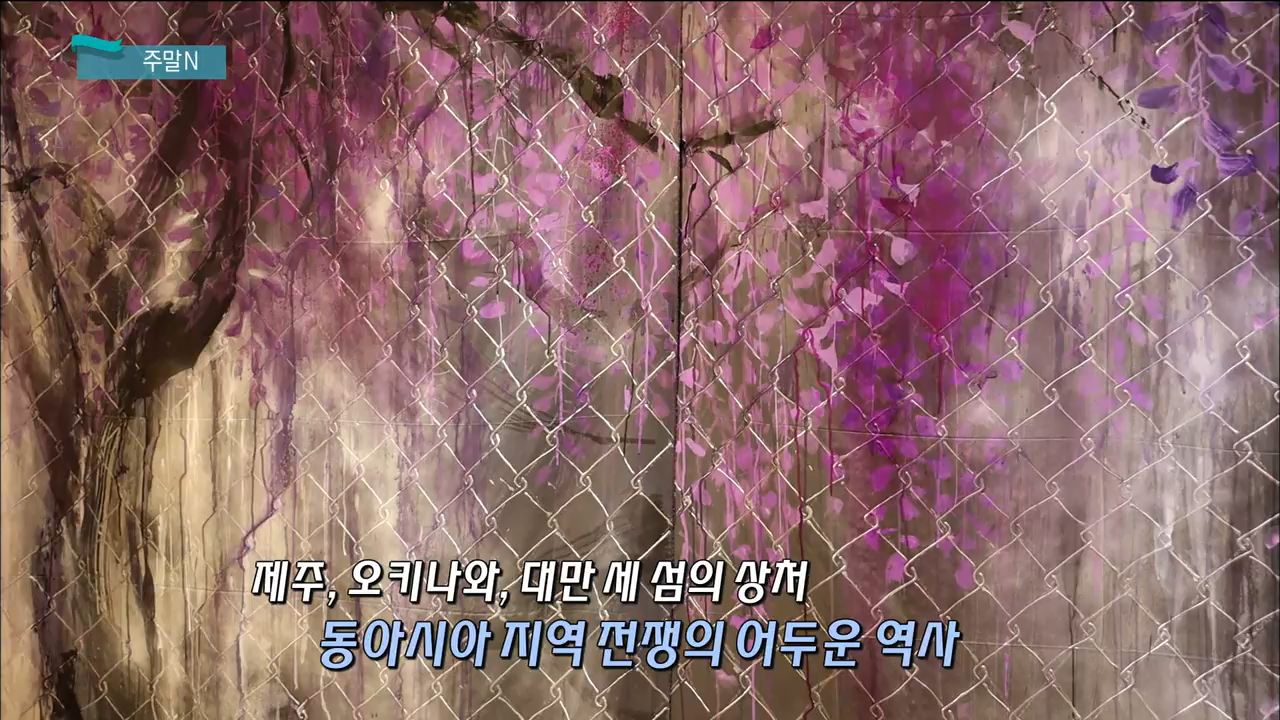 주말N
제주, 오키나와, 대만 세 섬의 상처
동아시아 지역 전쟁의 어두운 역사